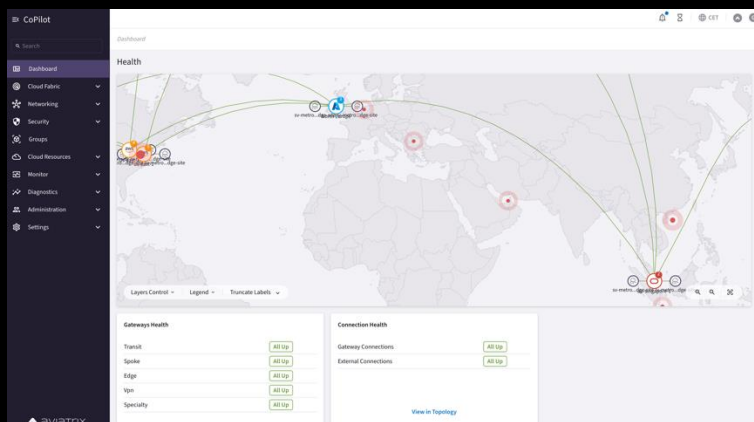 CoPilot
CET
Search
Dashboard
Dashboard
Health
Cloud Fabric
Networking
Security
Groups
Cloud Resources
Monitor
Diagnostics
Administration
Settings
Layers Control
Legend
Truncate Labels
Gateways Health
Transit All Up
Spoke All Up
Edge All Up
Vpn All Up
Specialty All Up
Connection Health
Gateway Connections All Up
External Connections All Up
View in Topology
aviatrix